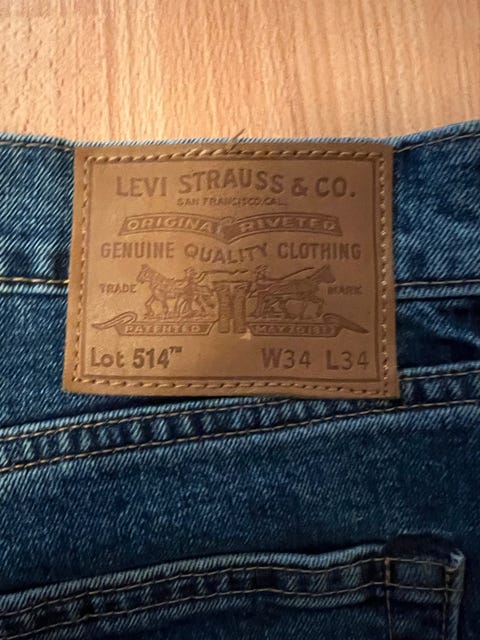 LEVI STRAUSS & CO.
SAN FRANCISCO, CAL.
ORIGINAL RIVETED
GENUINE QUALITY CLOTHING
TRADE MARK
PATENTED MAY 20 1873
Lot 514™ W34 L34